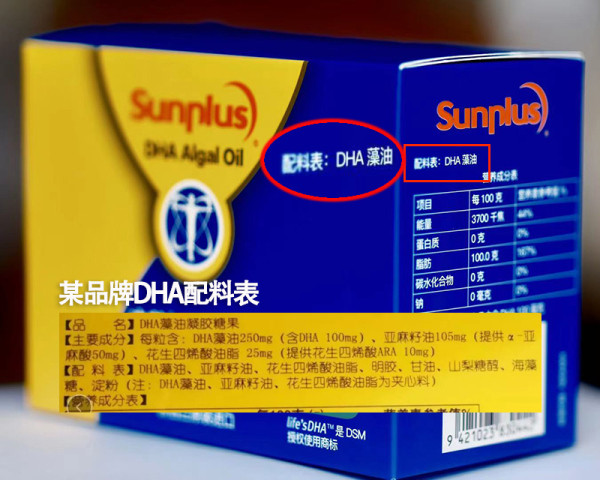 Sunplus
DHA Algal Oil
配料表：DHA 藻油
Sunplus
配料表：DHA 藻油
营养成分表
项目 每 100 克
能量 3700 千焦 44%
蛋白质 0 克 0%
脂肪 100.0 克 167%
碳水化合物 0 克 0%
钠 0 毫克 0%
某品牌DHA配料表
【品 名】DHA藻油凝胶糖果
【主要成分】每粒含：DHA藻油250mg（含DHA 100mg）、亚麻籽油105mg（提供 α-亚
麻酸50mg）、花生四烯酸油脂 25mg（提供花生四烯酸ARA 10mg）
【配 料 表】DHA藻油、亚麻籽油、花生四烯酸油脂、明胶、甘油、山梨糖醇、海藻
糖、淀粉（注：DHA藻油、亚麻籽油、花生四烯酸油脂为夹心料）
养成分表】
life'sDHA™ 是 DSM
授权使用商标